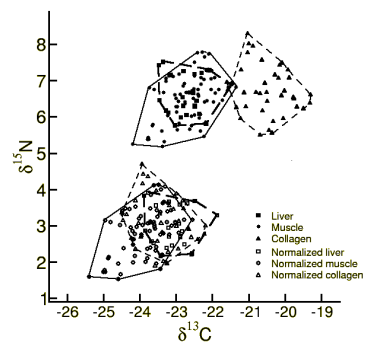 8
7
6
5
4
3
2
1
δ15N
Liver
Muscle
Collagen
Normalized liver
Normalized muscle
Normalized collagen
-26 -25 -24 -23 -22 -21 -20 -19
δ13C